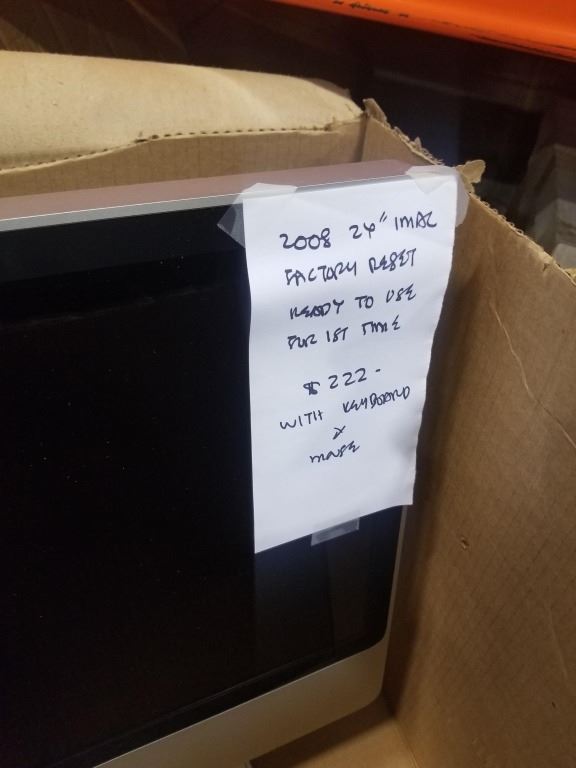 2008 24" IMAC
FACTORY RESET
READY TO USE
FOR 1ST TIME
$222-
WITH KEYBOARD
&
MOUSE